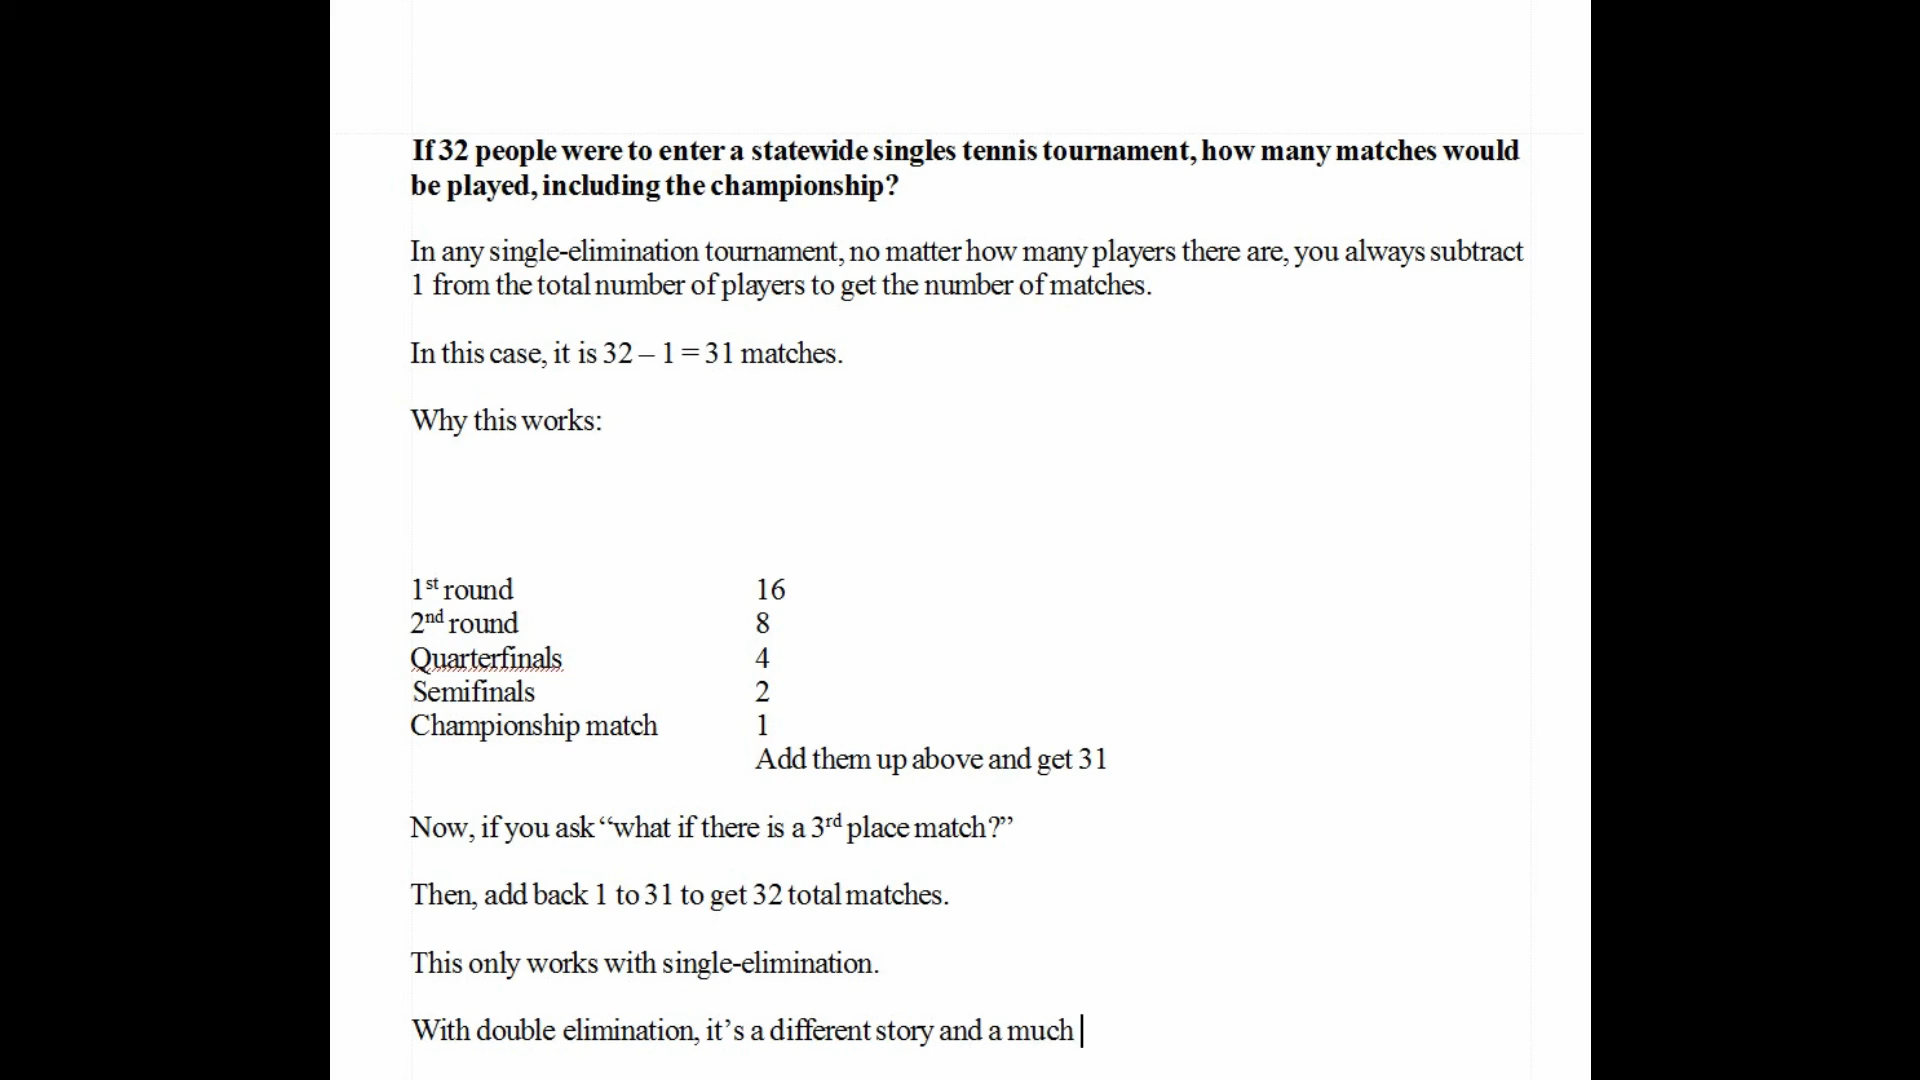 If 32 people were to enter a statewide singles tennis tournament, how many matches would
be played, including the championship?
In any single-elimination tournament, no matter how many players there are, you always subtract
1 from the total number of players to get the number of matches.
In this case, it is 32 – 1 = 31 matches.
Why this works:
1st round 16
2nd round 8
Quarterfinals 4
Semifinals 2
Championship match 1
Add them up above and get 31
Now, if you ask “what if there is a 3rd place match?”
Then, add back 1 to 31 to get 32 total matches.
This only works with single-elimination.
With double elimination, it’s a different story and a much